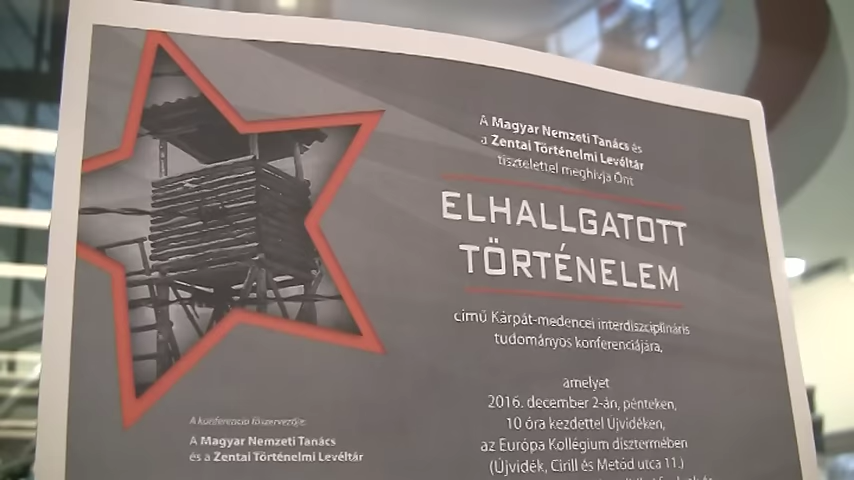 A Magyar Nemzeti Tanács és
a Zentai Történelmi Levéltár
tisztelettel meghívja Önt
ELHALLGATOTT
TÖRTÉNELEM
című Kárpát-medencei interdiszciplináris
tudományos konferenciájára,
amelyet
2016. december 2-án, pénteken,
10 óra kezdettel Újvidéken,
az Európa Kollégium dísztermében
(Újvidék, Cirill és Metód utca 11.)
A konferencia főszervezője:
A Magyar Nemzeti Tanács
és a Zentai Történelmi Levéltár